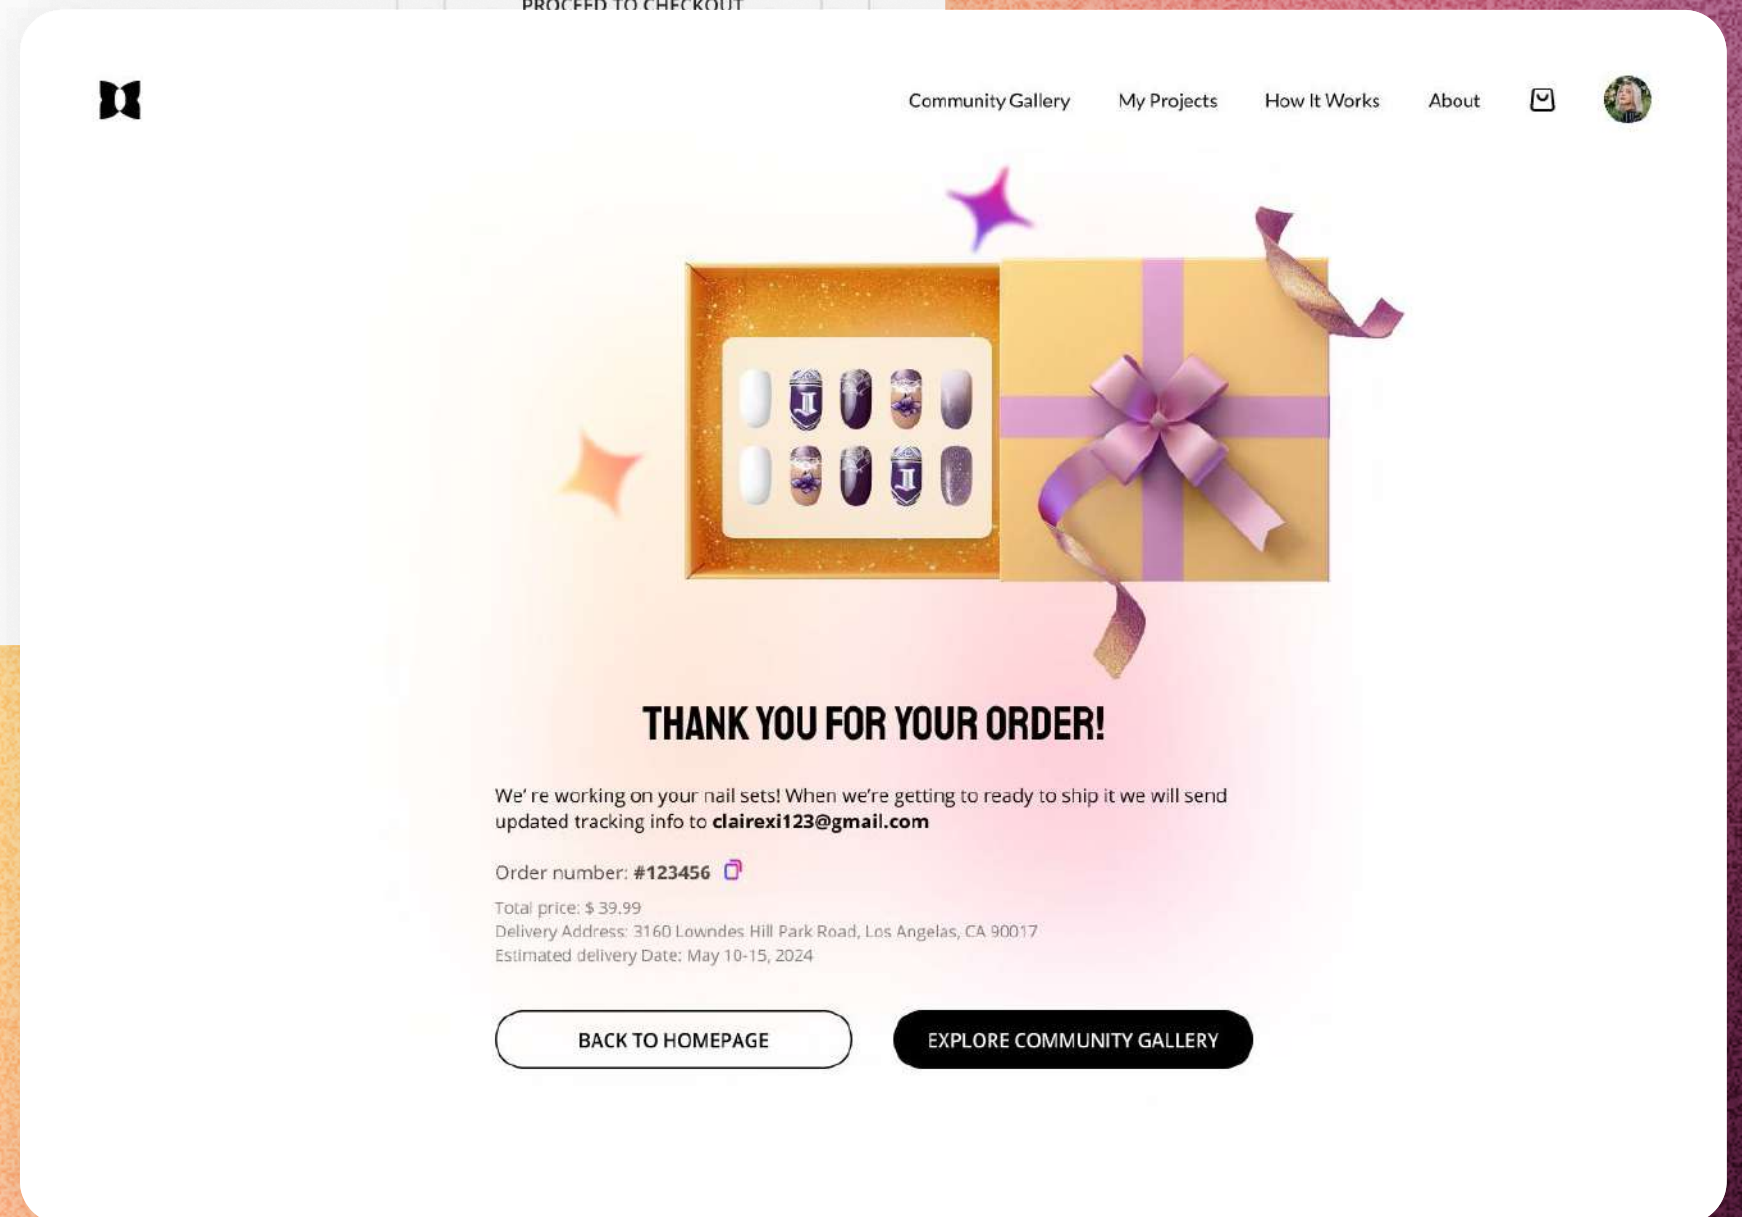 PROCEED TO CHECKOUT
Community Gallery
My Projects
How It Works
About
THANK YOU FOR YOUR ORDER!
We' re working on your nail sets! When we're getting to ready to ship it we will send
updated tracking info to clairexi123@gmail.com
Order number: #123456
Total price: $ 39.99
Delivery Address: 3160 Lowndes Hill Park Road, Los Angelas, CA 90017
Estimated delivery Date: May 10-15, 2024
BACK TO HOMEPAGE
EXPLORE COMMUNITY GALLERY